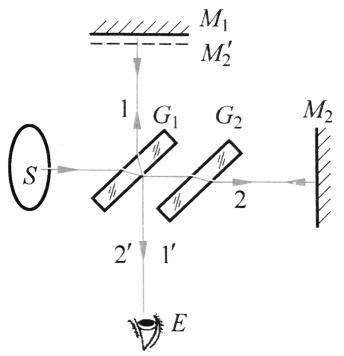 M₁
M₂′
1 G₁ G₂ M₂
S
2
2′ 1′
E